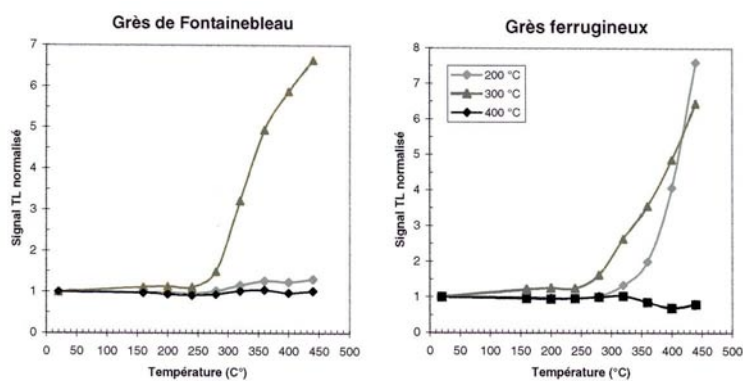 Grès de Fontainebleau
7
6
5
4
3
2
1
0
Signal TL normalisé
0 50 100 150 200 250 300 350 400 450 500
Température (C°)
Grès ferrugineux
8
7
6
5
4
3
2
1
0
Signal TL normalisé
200 °C
300 °C
400 °C
0 50 100 150 200 250 300 350 400 450 500
Température (°C)